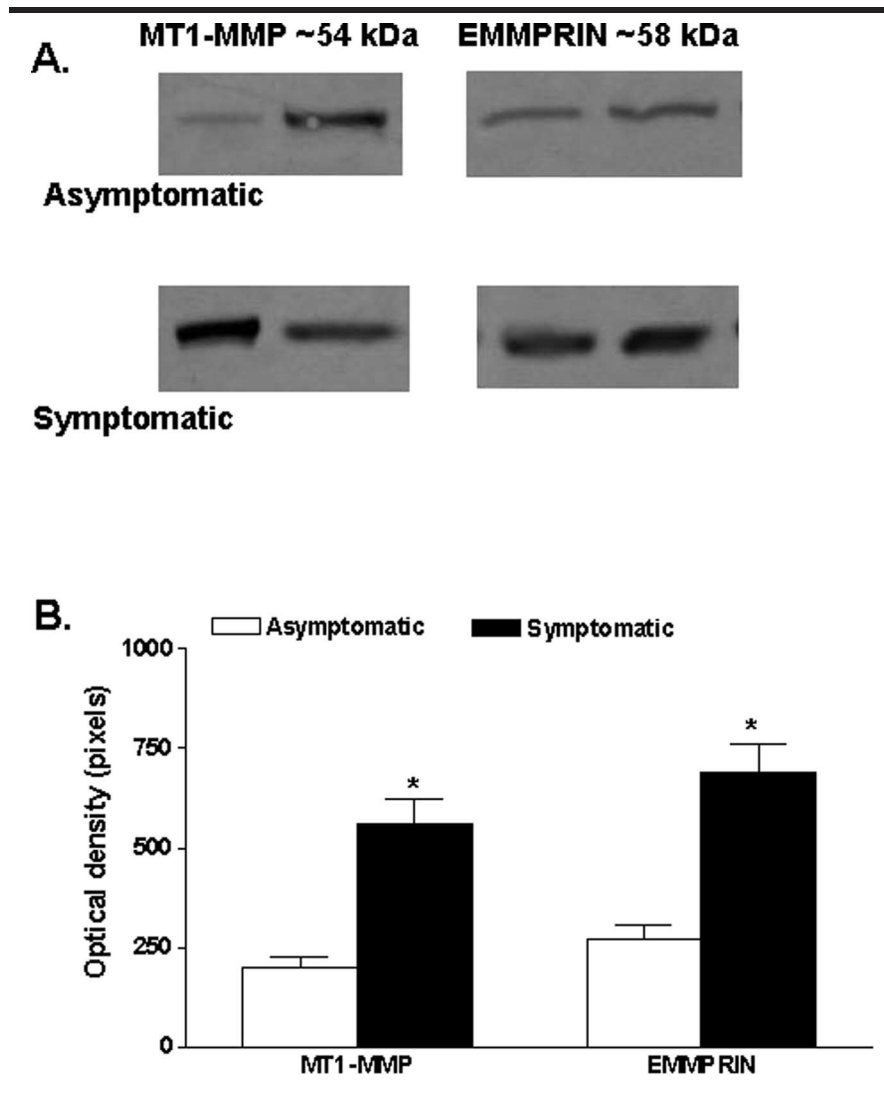 MT1-MMP ~54 kDa EMMPRIN ~58 kDa
A.
Asymptomatic
Symptomatic
B.
Asymptomatic Symptomatic
Optical density (pixels)
1000
750
*
*
500
250
0
MT1-MMP EMMPRIN